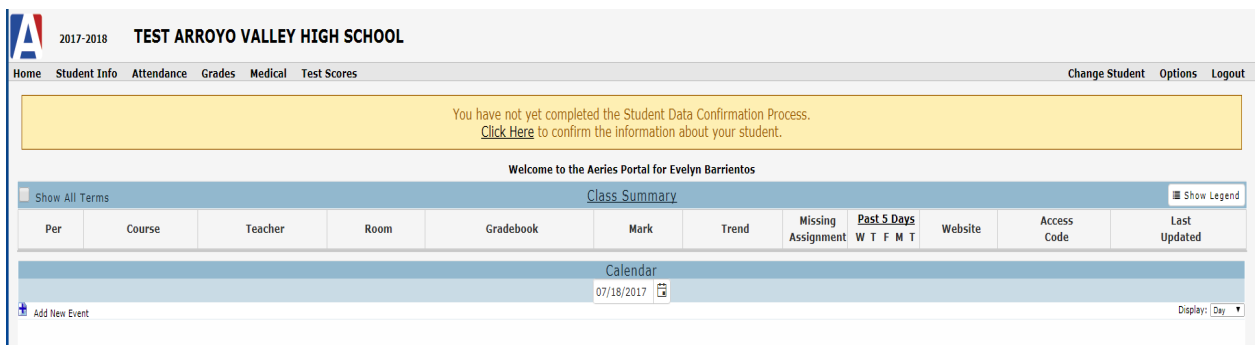 2017-2018 TEST ARROYO VALLEY HIGH SCHOOL
Home Student Info Attendance Grades Medical Test Scores Change Student Options Logout
You have not yet completed the Student Data Confirmation Process.
Click Here to confirm the information about your student.
Welcome to the Aeries Portal for Evelyn Barrientos
Show All Terms Class Summary Show Legend
Per Course Teacher Room Gradebook Mark Trend Missing Assignment Past 5 Days W T F M T Website Access Code Last Updated
Calendar
07/18/2017
Add New Event Display: Day